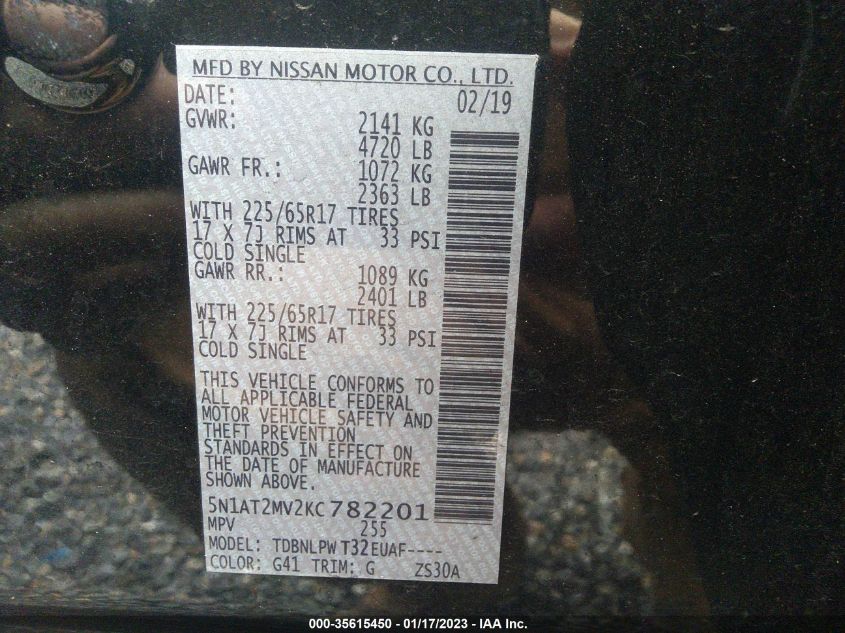 MFD BY NISSAN MOTOR CO., LTD.
DATE: 02/19
GVWR: 2141 KG
4720 LB
GAWR FR.: 1072 KG
2363 LB
WITH 225/65R17 TIRES
17 X 7J RIMS AT 33 PSI
COLD SINGLE
GAWR RR.: 1089 KG
2401 LB
WITH 225/65R17 TIRES
17 X 7J RIMS AT 33 PSI
COLD SINGLE
THIS VEHICLE CONFORMS TO
ALL APPLICABLE FEDERAL
MOTOR VEHICLE SAFETY AND
THEFT PREVENTION
STANDARDS IN EFFECT ON
THE DATE OF MANUFACTURE
SHOWN ABOVE.
5N1AT2MV2KC782201
MPV 255
MODEL: TDBNLPW T32EUAF----
COLOR: G41 TRIM: G ZS30A
000-35615450 - 01/17/2023 - IAA Inc.